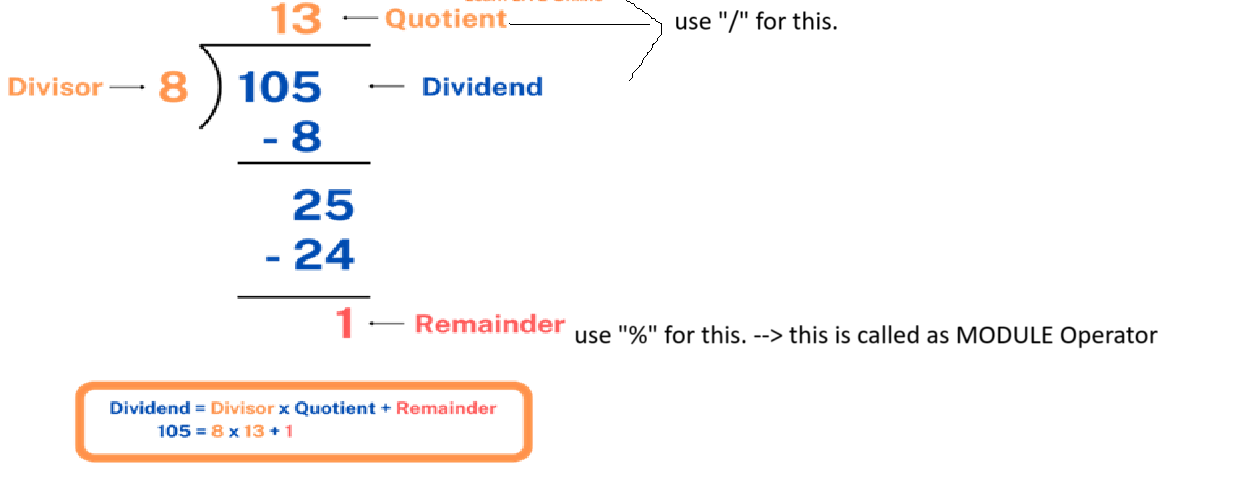 13 Quotient use "/" for this.
Divisor 8 105 Dividend
- 8
25
- 24
1 Remainder use "%" for this. --> this is called as MODULE Operator
Dividend = Divisor x Quotient + Remainder
105 = 8 x 13 + 1